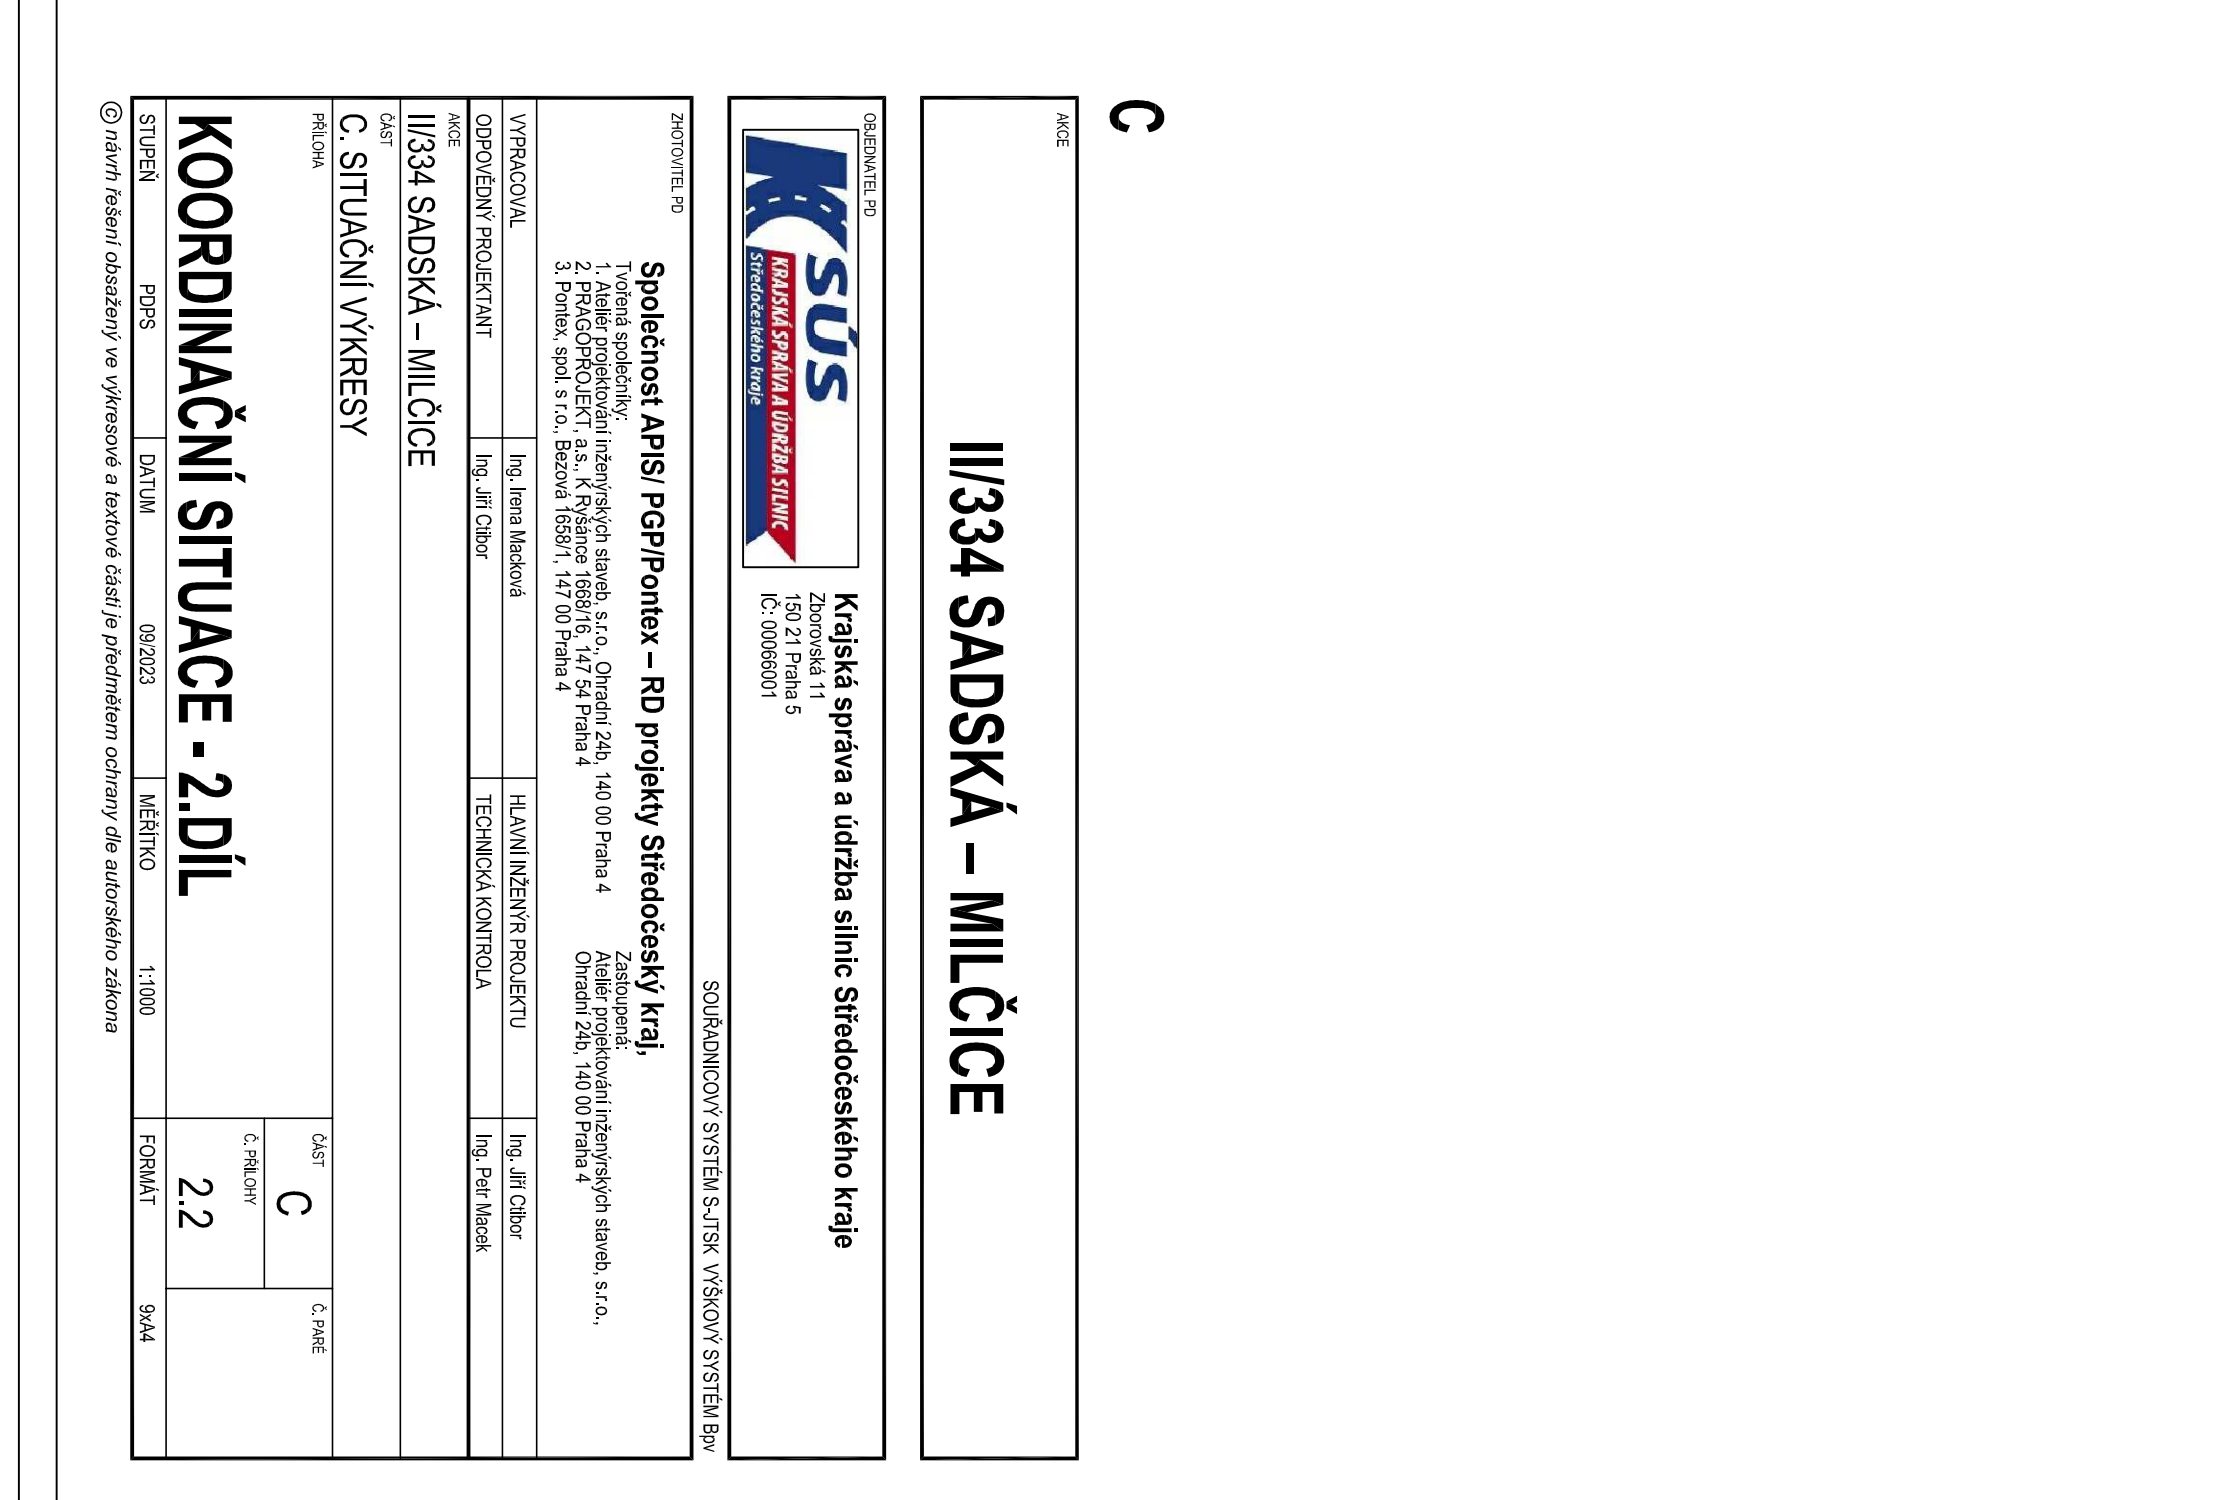 C
AKCE
II/334 SADSKÁ – MILČICE
OBJEDNATEL PD
KSÚS
KRAJSKÁ SPRÁVA A ÚDRŽBA SILNIC
Středočeského kraje
Krajská správa a údržba silnic Středočeského kraje
Zborovská 11
150 21 Praha 5
IČ: 00066001
SOUŘADNICOVÝ SYSTÉM S-JTSK VÝŠKOVÝ SYSTÉM Bpv
ZHOTOVITEL PD
Společnost APIS/ PGP/Pontex – RD projekty Středočeský kraj,
Tvořená společníky:
1. Ateliér projektování inženýrských staveb, s.r.o., Ohradní 24b, 140 00 Praha 4
2. PRAGOPROJEKT, a.s., K Ryšánce 1668/16, 147 54 Praha 4
3. Pontex, spol. s r.o., Bezová 1658/1, 147 00 Praha 4
Zastoupená:
Ateliér projektování inženýrských staveb, s.r.o.,
Ohradní 24b, 140 00 Praha 4
VYPRACOVAL Ing. Irena Macková HLAVNÍ INŽENÝR PROJEKTU Ing. Jiří Ctibor
ODPOVĚDNÝ PROJEKTANT Ing. Jiří Ctibor TECHNICKÁ KONTROLA Ing. Petr Macek
AKCE
II/334 SADSKÁ – MILČICE
ČÁST
C. SITUAČNÍ VÝKRESY
PŘÍLOHA
KOORDINAČNÍ SITUACE - 2.DÍL
ČÁST
C
Č. PŘÍLOHY
2.2
Č. PARÉ
STUPEŇ PDPS DATUM 09/2023 MĚŘÍTKO 1:1000 FORMÁT 9xA4
© návrh řešení obsažený ve výkresové a textové části je předmětem ochrany dle autorského zákona